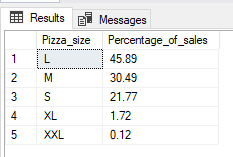 Results Messages
Pizza_size Percentage_of_sales
1 L 45.89
2 M 30.49
3 S 21.77
4 XL 1.72
5 XXL 0.12